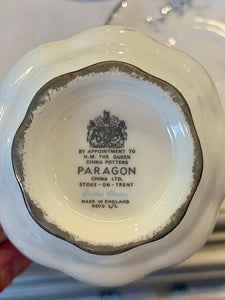 BY APPOINTMENT TO
H.M. THE QUEEN
CHINA POTTERS
PARAGON
CHINA LTD.
STOKE-ON-TRENT
MADE IN ENGLAND